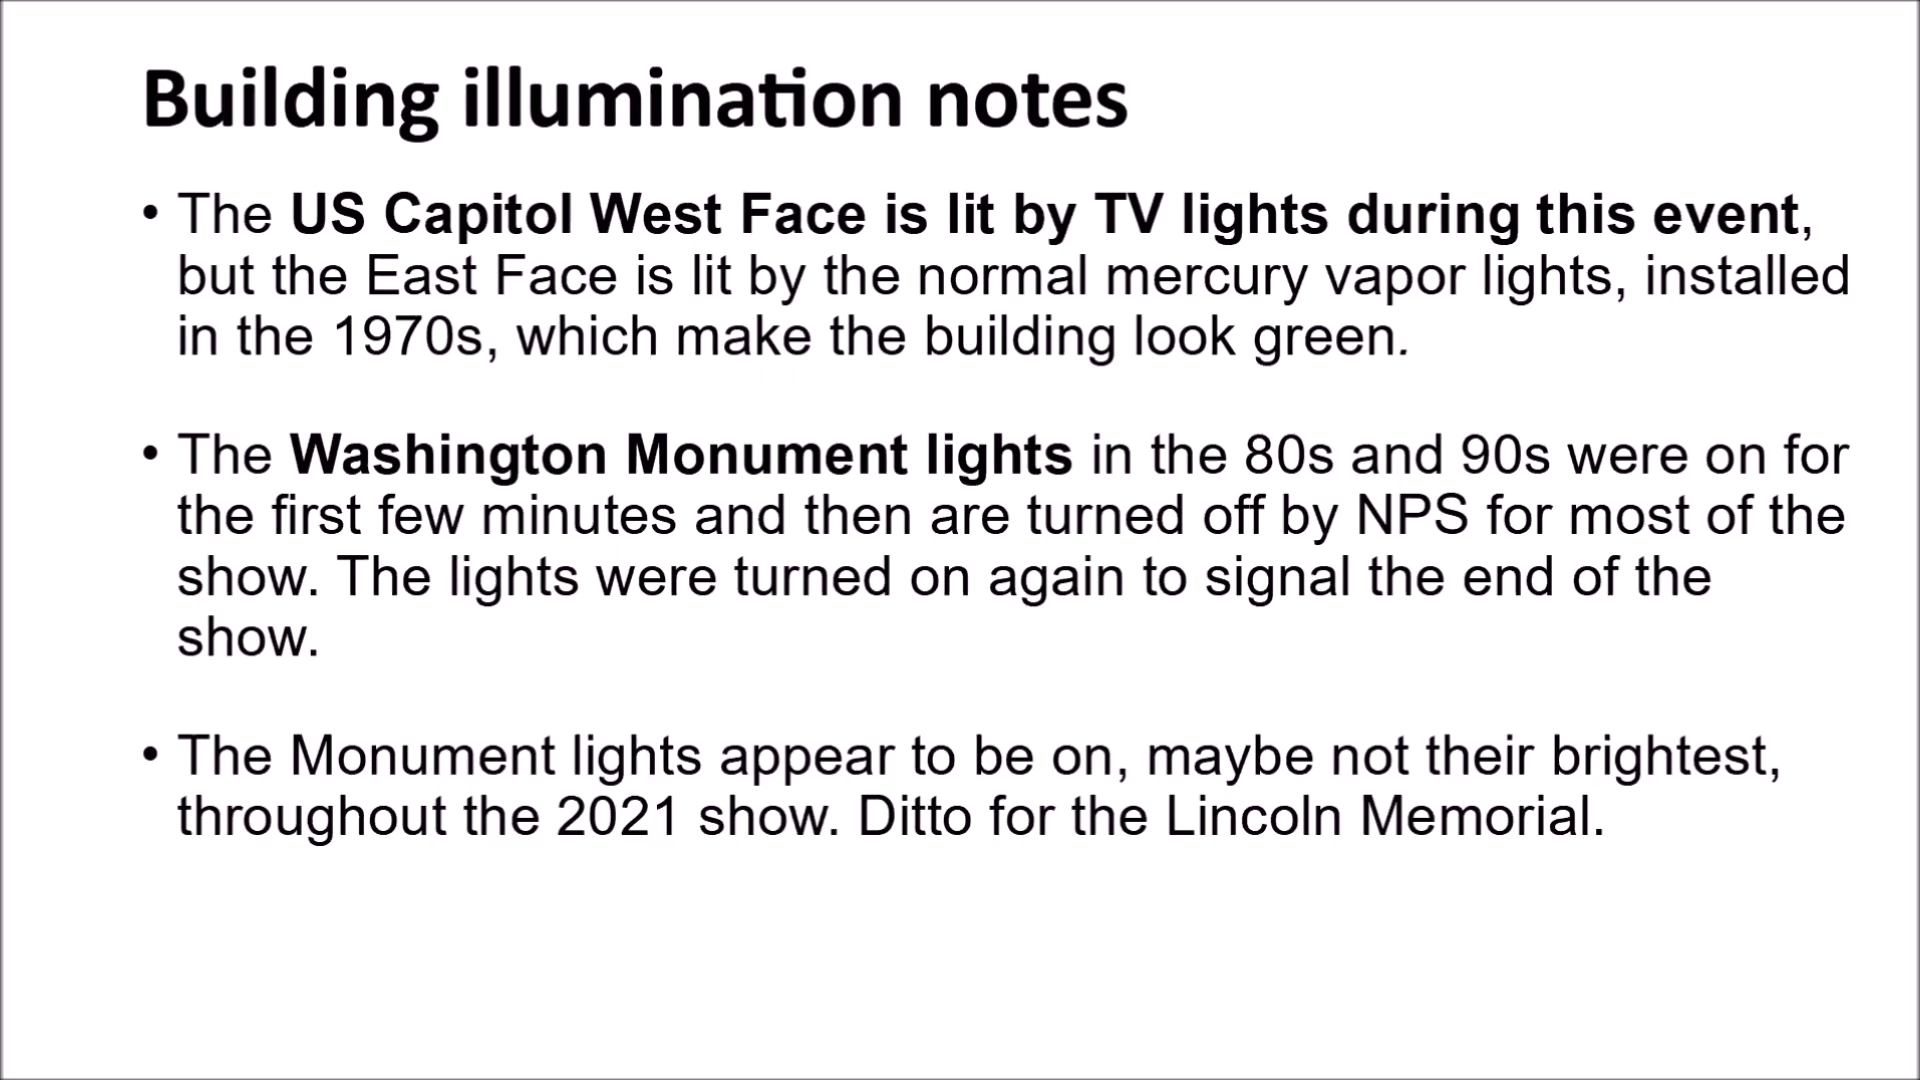 Building illumination notes
• The US Capitol West Face is lit by TV lights during this event,
but the East Face is lit by the normal mercury vapor lights, installed
in the 1970s, which make the building look green.
• The Washington Monument lights in the 80s and 90s were on for
the first few minutes and then are turned off by NPS for most of the
show. The lights were turned on again to signal the end of the
show.
• The Monument lights appear to be on, maybe not their brightest,
throughout the 2021 show. Ditto for the Lincoln Memorial.